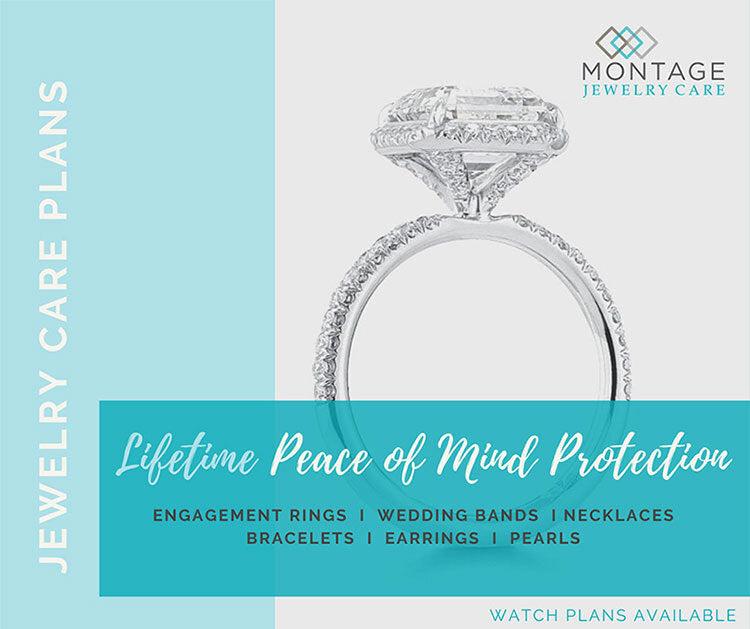 MONTAGE
JEWELRY CARE
JEWELRY CARE PLANS
Lifetime Peace of Mind Protection
ENGAGEMENT RINGS I WEDDING BANDS I NECKLACES
BRACELETS I EARRINGS I PEARLS
WATCH PLANS AVAILABLE